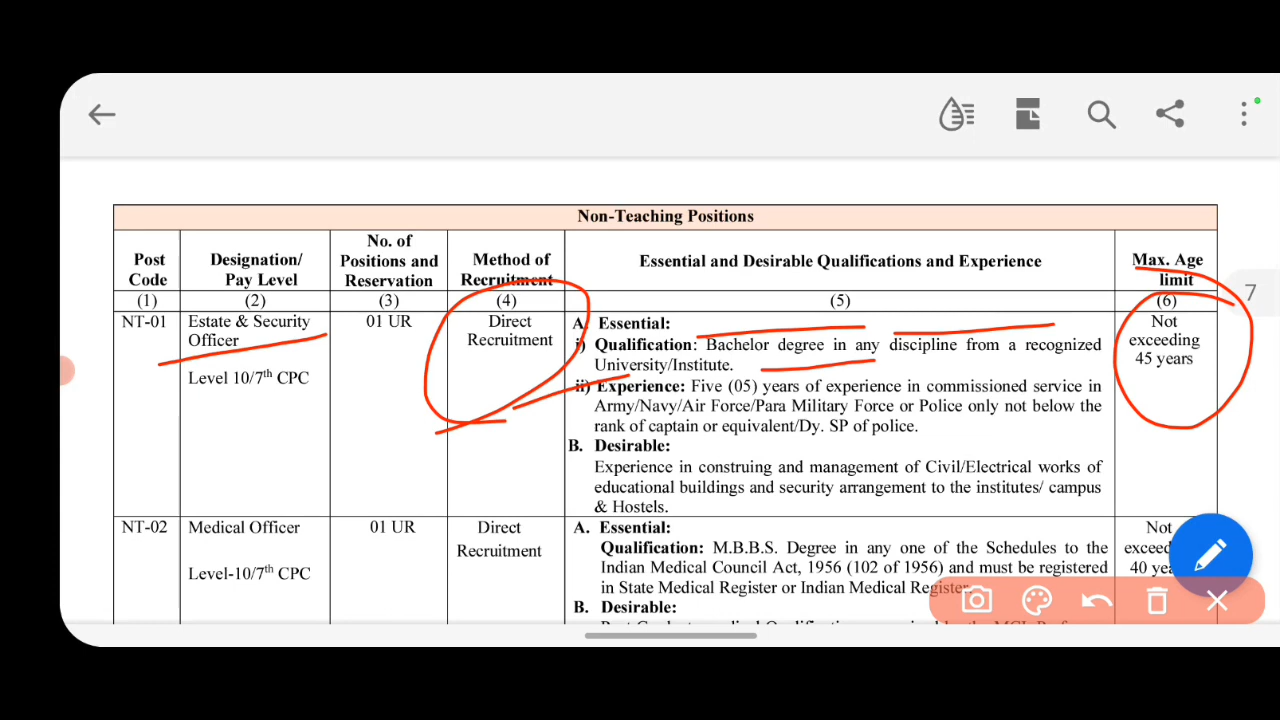 7
Non-Teaching Positions
Post Code
Designation/ Pay Level
No. of Positions and Reservation
Method of Recruitment
Essential and Desirable Qualifications and Experience
Max. Age limit
(1)
(2)
(3)
(4)
(5)
(6)
NT-01
Estate & Security
Officer
Level 10/7th CPC
01 UR
Direct
Recruitment
A. Essential:
i) Qualification: Bachelor degree in any discipline from a recognized
University/Institute.
ii) Experience: Five (05) years of experience in commissioned service in
Army/Navy/Air Force/Para Military Force or Police only not below the
rank of captain or equivalent/Dy. SP of police.
B. Desirable:
Experience in construing and management of Civil/Electrical works of
educational buildings and security arrangement to the institutes/ campus
& Hostels.
Not
exceeding
45 years
NT-02
Medical Officer
Level-10/7th CPC
01 UR
Direct
Recruitment
A. Essential:
Qualification: M.B.B.S. Degree in any one of the Schedules to the
Indian Medical Council Act, 1956 (102 of 1956) and must be registered
in State Medical Register or Indian Medical Register.
B. Desirable:
Not
40